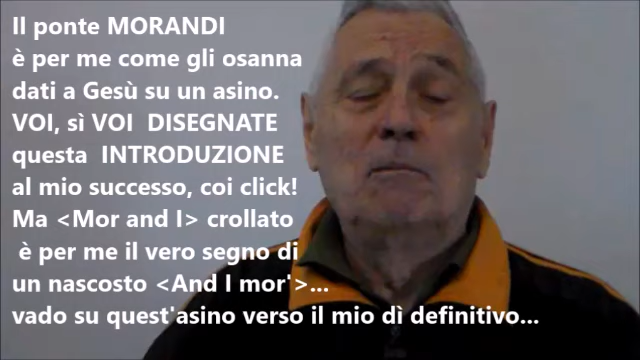 Il ponte MORANDI
è per me come gli osanna
dati a Gesù su un asino.
VOI, sì VOI DISEGNATE
questa INTRODUZIONE
al mio successo, coi click!
Ma <Mor and I> crollato
è per me il vero segno di
un nascosto <And I mor'>...
vado su quest'asino verso il mio dì definitivo...